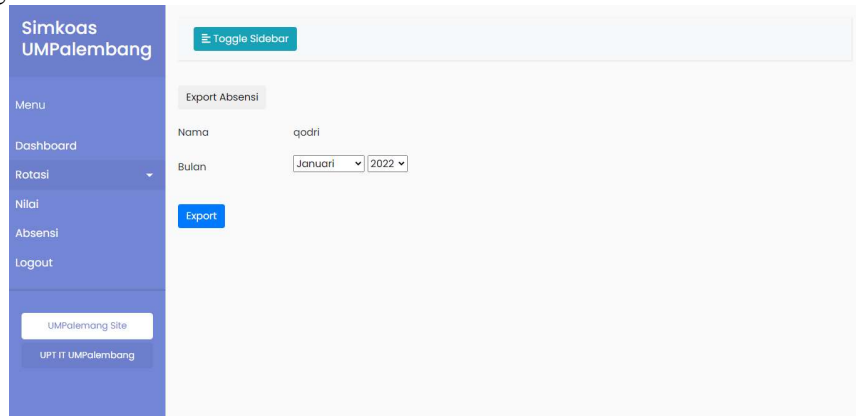 Simkoas
UMPalembang
Toggle Sidebar
Menu
Dashboard
Rotasi
Nilai
Absensi
Logout
UMPalemang Site
UPT IT UMPalembang
Export Absensi
Nama qodri
Bulan Januari 2022
Export